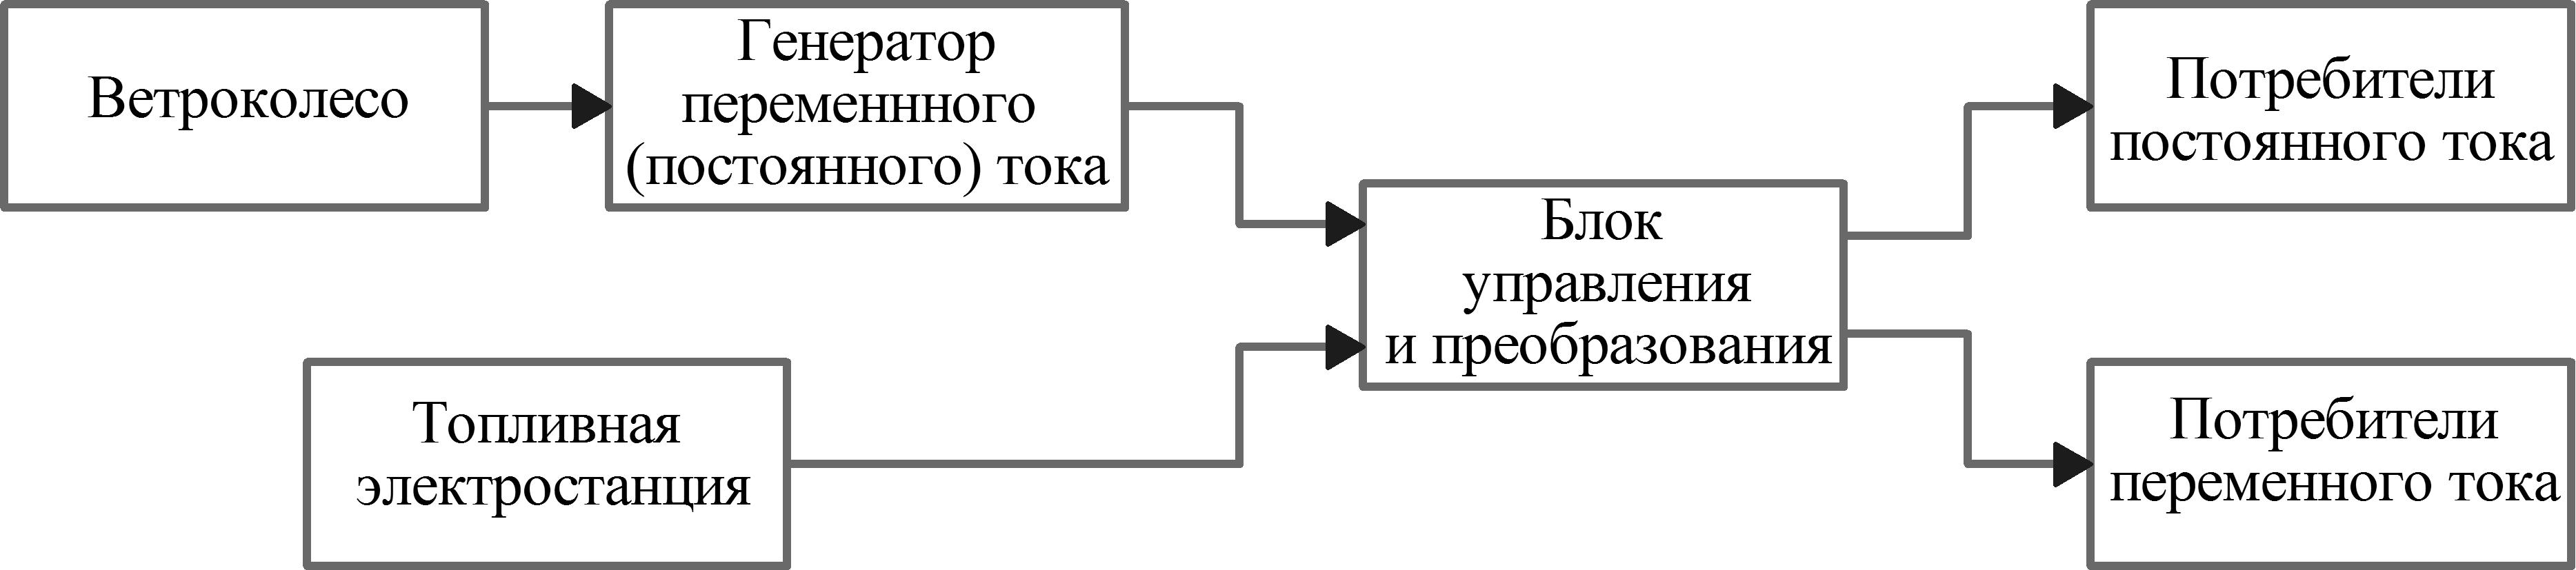 Ветроколесо
Генератор
переменнного
(постоянного) тока
Топливная
электростанция
Блок
управления
и преобразования
Потребители
постоянного тока
Потребители
переменного тока